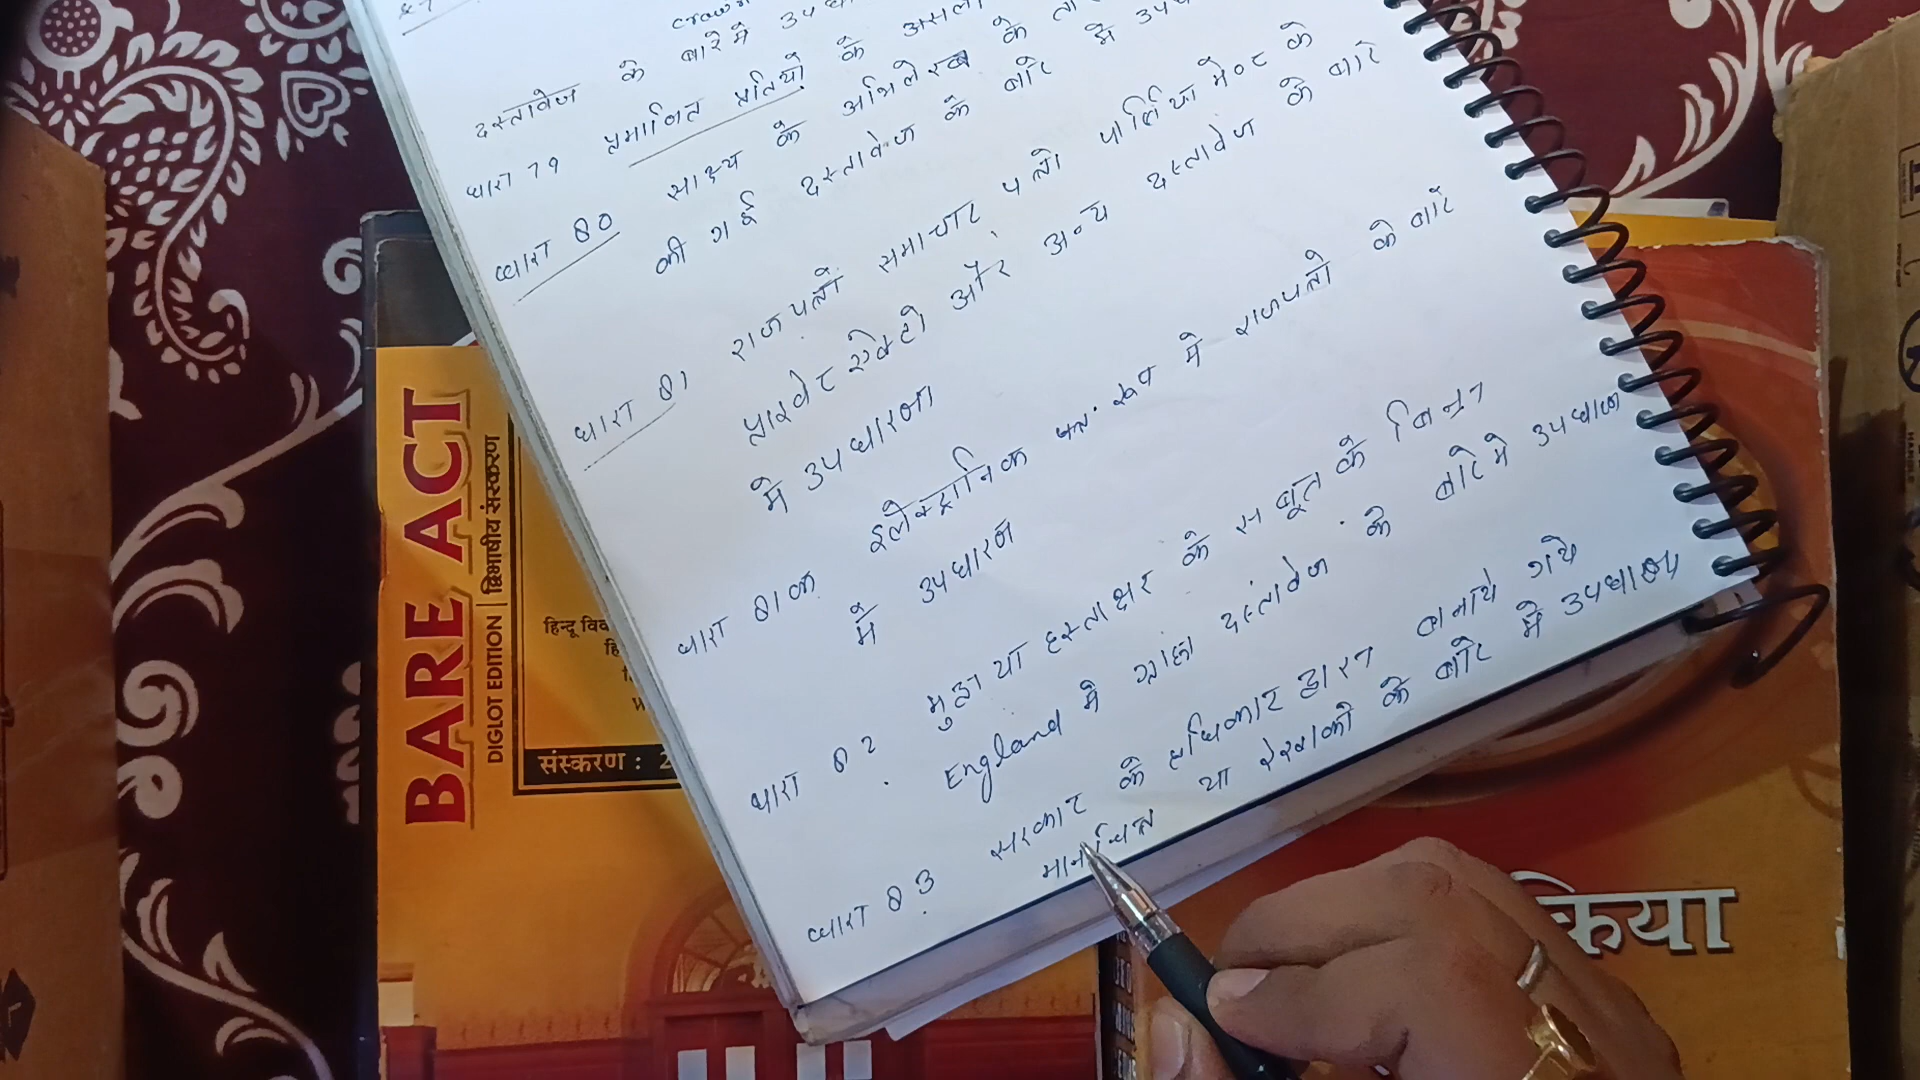 दस्तावेज के बारे मे
धारा 79 प्रमाणित प्रतियो के असली
धारा 80 साक्ष्य के अभिलेख के
की गई दस्तावेज के बारे में
धारा 81 राजपत्रों समाचार पत्रो पार्लियामेण्ट के
प्राइवेट एक्टो और अन्य दस्तावेज के बारे
मे उपधारणा
धारा 81क इलेक्ट्रानिक रूप मे राजपत्रो के बारे
में उपधारणा
धारा 82 मुद्रा या हस्ताक्षर के सबूत के बिना
England मे ग्राह्य दस्तावेज के बारे मे उपधारणा
धारा 83 सरकार के प्राधिकार द्वारा बनाये गये
मानचित्र या रेखाको के बारे में उपधारणा
BARE ACT
DIGLOT EDITION | द्विभाषीय संस्करण
हिन्दू
संस्करण : 2
क्रिया